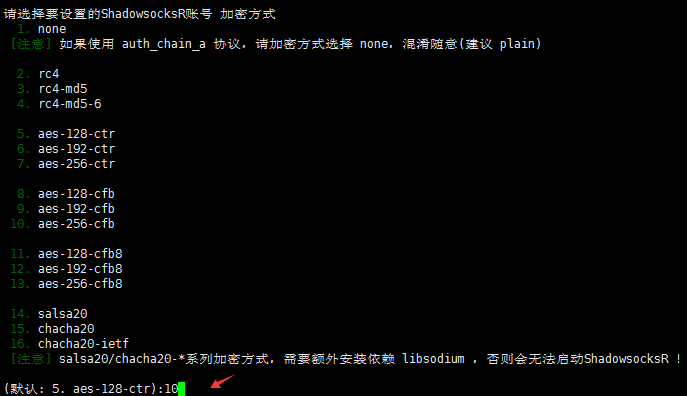 请选择要设置的ShadowsocksR账号 加密方式
1. none
[注意] 如果使用 auth_chain_a 协议, 请加密方式选择 none, 混淆随意(建议 plain)
2. rc4
3. rc4-md5
4. rc4-md5-6
5. aes-128-ctr
6. aes-192-ctr
7. aes-256-ctr
8. aes-128-cfb
9. aes-192-cfb
10. aes-256-cfb
11. aes-128-cfb8
12. aes-192-cfb8
13. aes-256-cfb8
14. salsa20
15. chacha20
16. chacha20-ietf
[注意] salsa20/chacha20-*系列加密方式, 需要额外安装依赖 libsodium , 否则会无法启动ShadowsocksR !
(默认: 5. aes-128-ctr):10